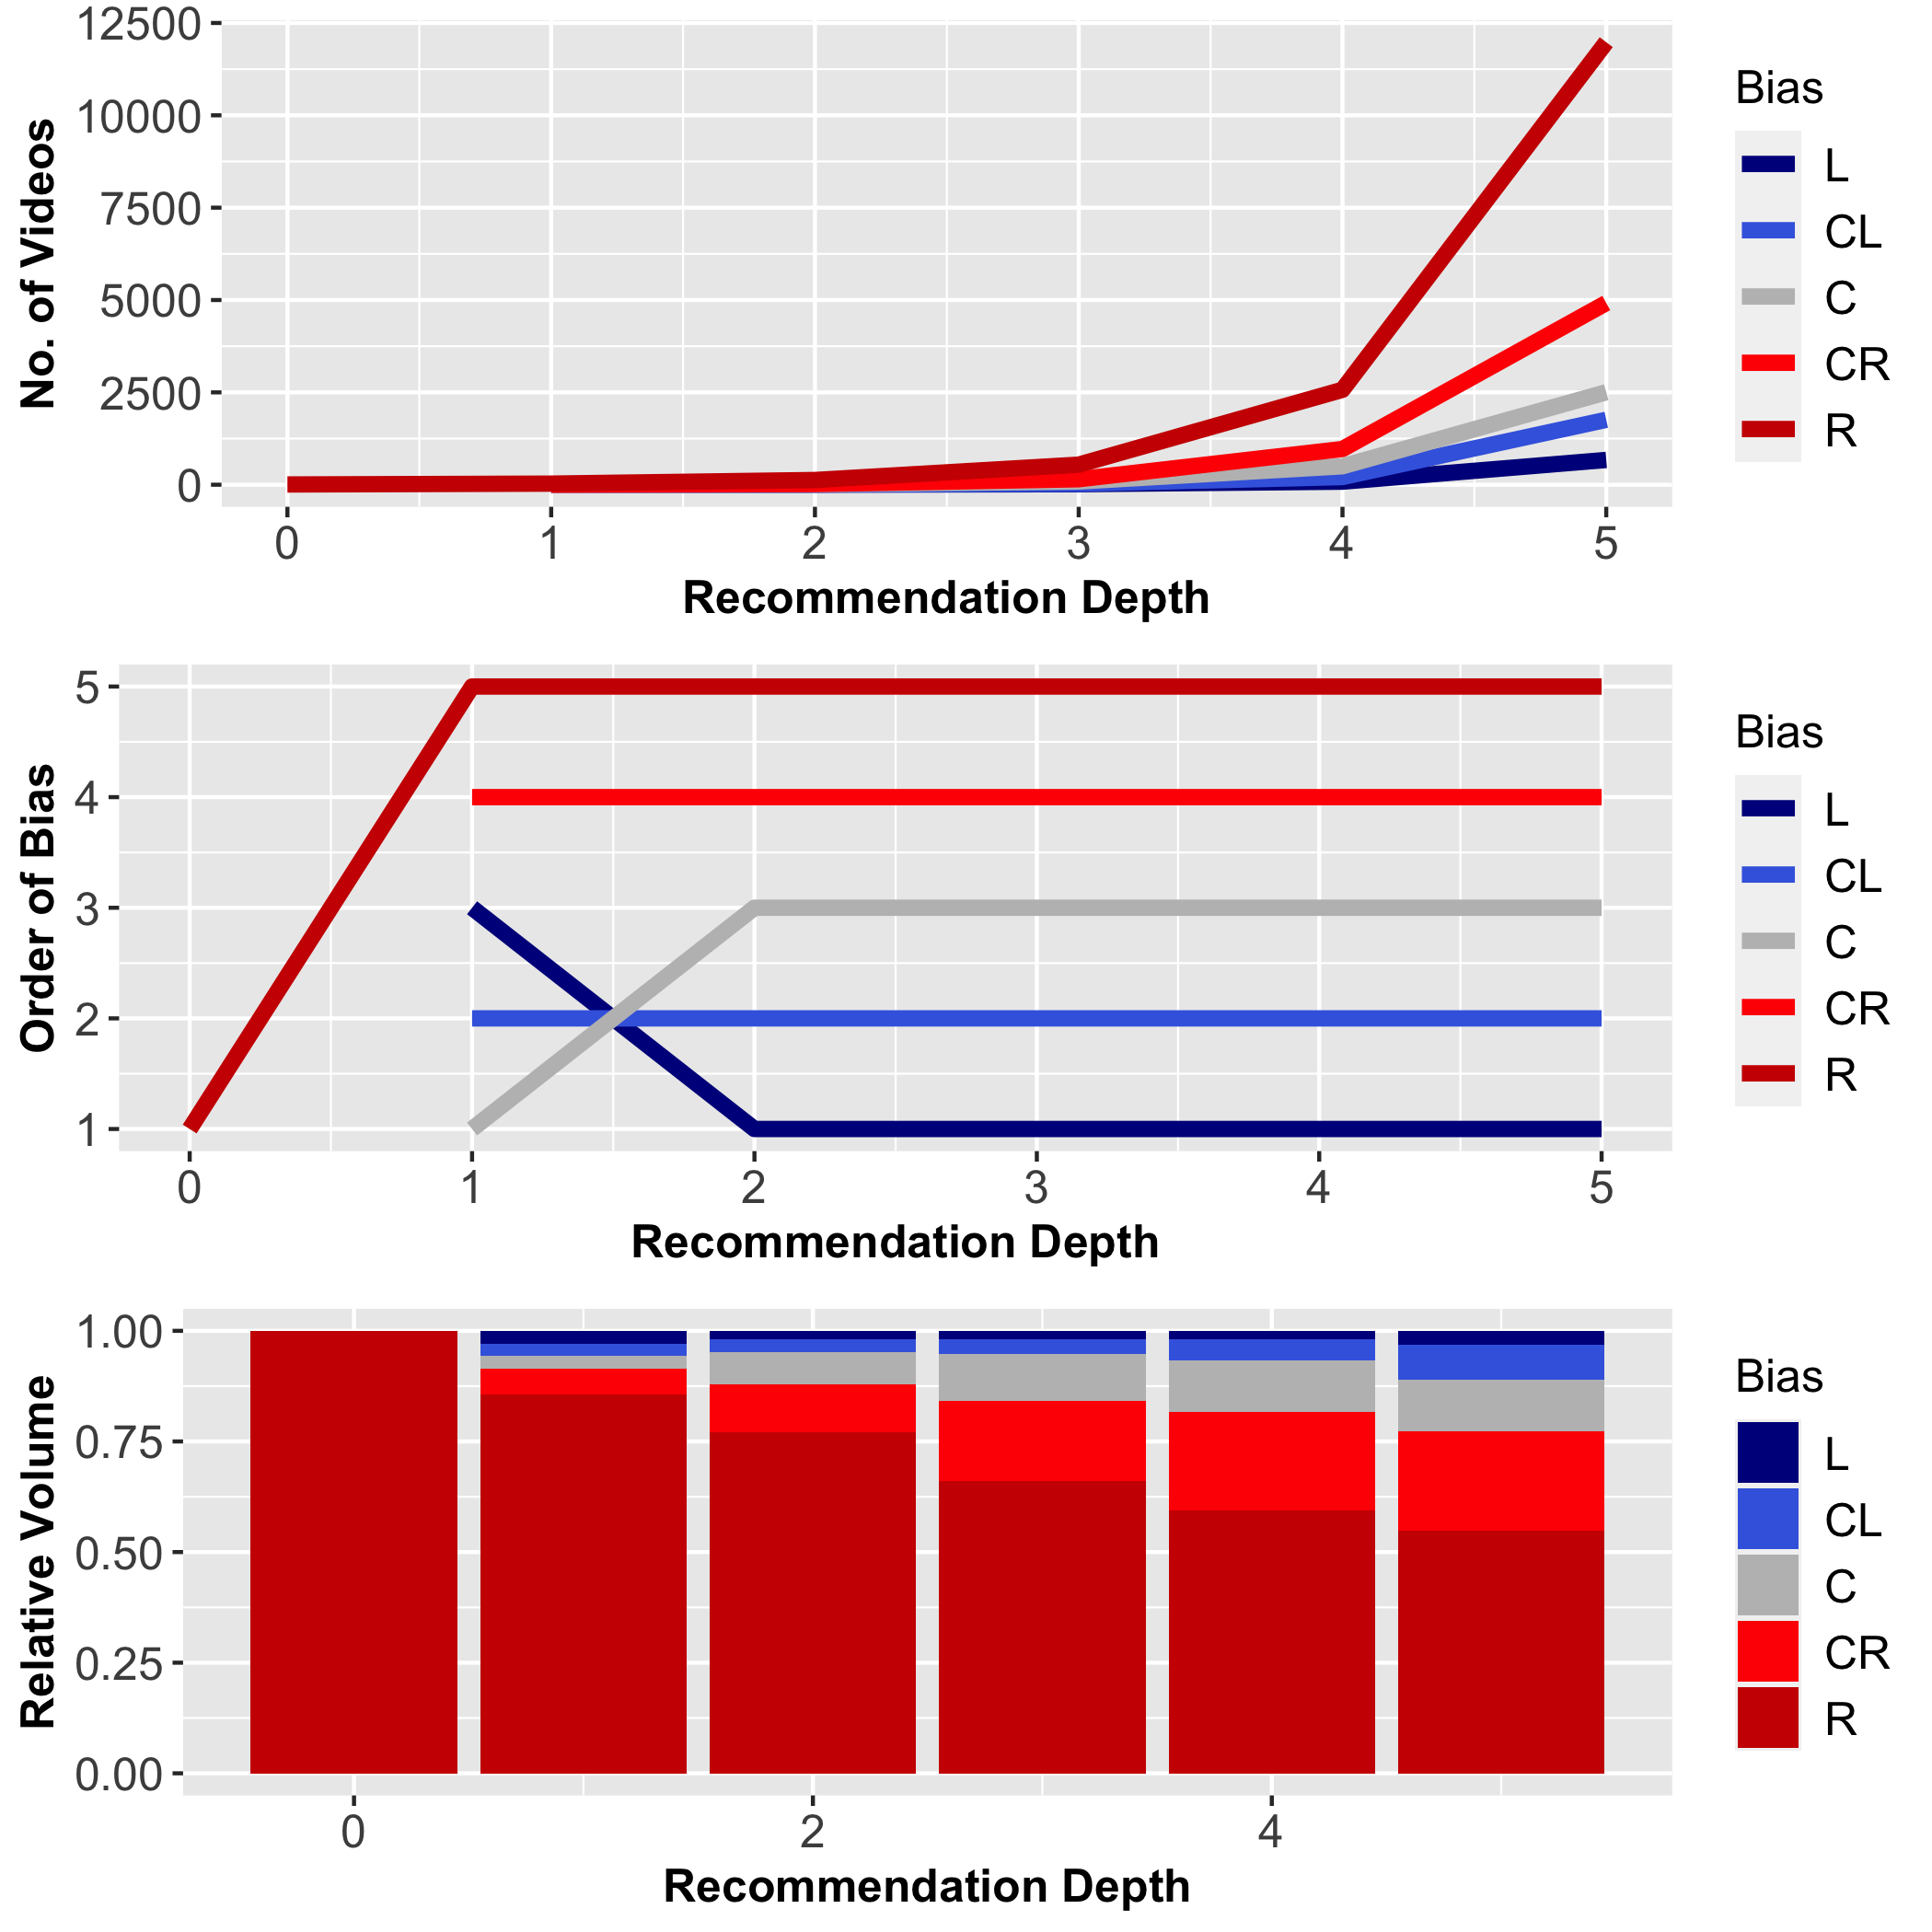 12500
10000
7500
5000
2500
0
No. of Videos
0 1 2 3 4 5
Recommendation Depth
Bias
L
CL
C
CR
R
5
4
3
2
1
Order of Bias
0 1 2 3 4 5
Recommendation Depth
Bias
L
CL
C
CR
R
1.00
0.75
0.50
0.25
0.00
Relative Volume
0 2 4
Recommendation Depth
Bias
L
CL
C
CR
R